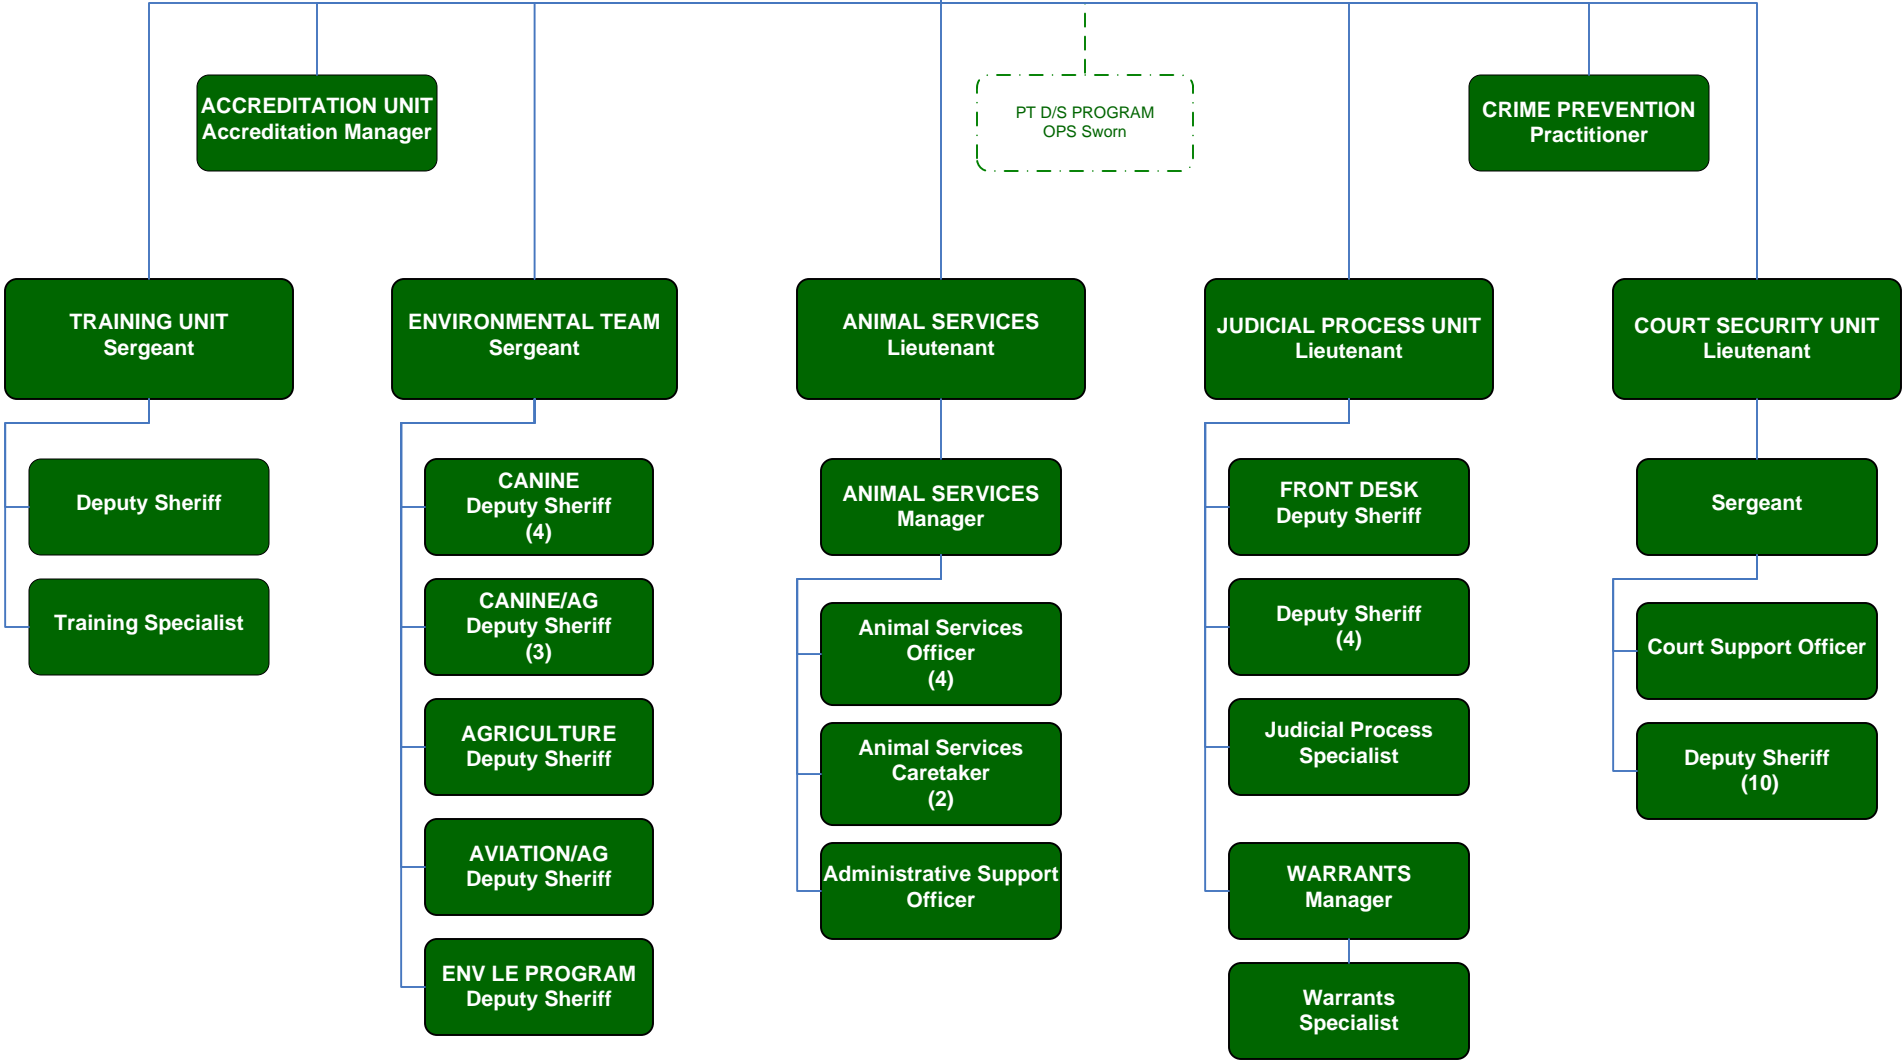 ACCREDITATION UNIT
Accreditation Manager
PT D/S PROGRAM
OPS Sworn
CRIME PREVENTION
Practitioner
TRAINING UNIT
Sergeant
Deputy Sheriff
Training Specialist
ENVIRONMENTAL TEAM
Sergeant
CANINE
Deputy Sheriff
(4)
CANINE/AG
Deputy Sheriff
(3)
AGRICULTURE
Deputy Sheriff
AVIATION/AG
Deputy Sheriff
ENV LE PROGRAM
Deputy Sheriff
ANIMAL SERVICES
Lieutenant
ANIMAL SERVICES
Manager
Animal Services
Officer
(4)
Animal Services
Caretaker
(2)
Administrative Support
Officer
JUDICIAL PROCESS UNIT
Lieutenant
FRONT DESK
Deputy Sheriff
Deputy Sheriff
(4)
Judicial Process
Specialist
WARRANTS
Manager
Warrants
Specialist
COURT SECURITY UNIT
Lieutenant
Sergeant
Court Support Officer
Deputy Sheriff
(10)